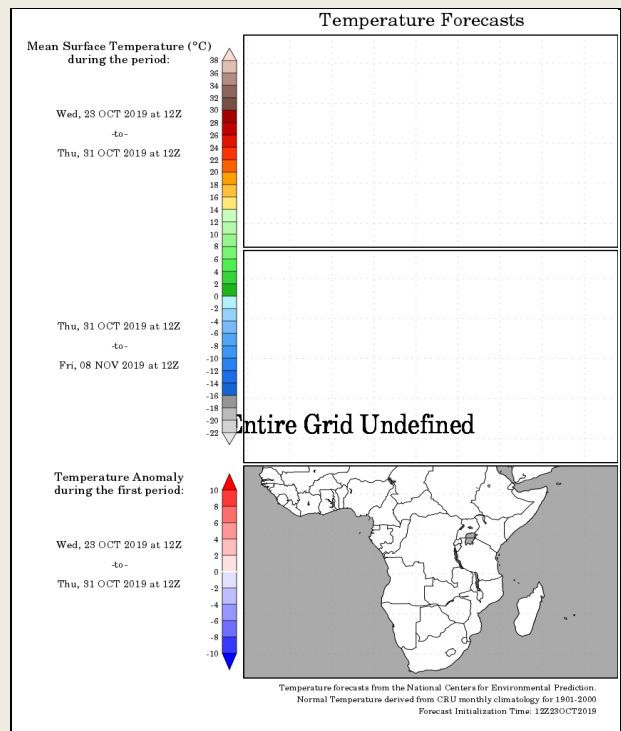 Temperature Forecasts
Mean Surface Temperature (°C)
during the period:
38
36
34
32
30
28
26
24
22
20
18
16
14
12
10
8
6
4
2
0
-2
-4
-6
-8
-10
-12
-14
-16
-18
-20
-22
Wed, 23 OCT 2019 at 12Z
-to-
Thu, 31 OCT 2019 at 12Z
Thu, 31 OCT 2019 at 12Z
-to-
Fri, 08 NOV 2019 at 12Z
Entire Grid Undefined
Temperature Anomaly
during the first period:
10
8
6
4
2
0
-2
-4
-6
-8
-10
Wed, 23 OCT 2019 at 12Z
-to-
Thu, 31 OCT 2019 at 12Z
Temperature forecasts from the National Centers for Environmental Prediction.
Normal Temperature derived from CRU monthly climatology for 1901-2000
Forecast Initialization Time: 12Z23OCT2019